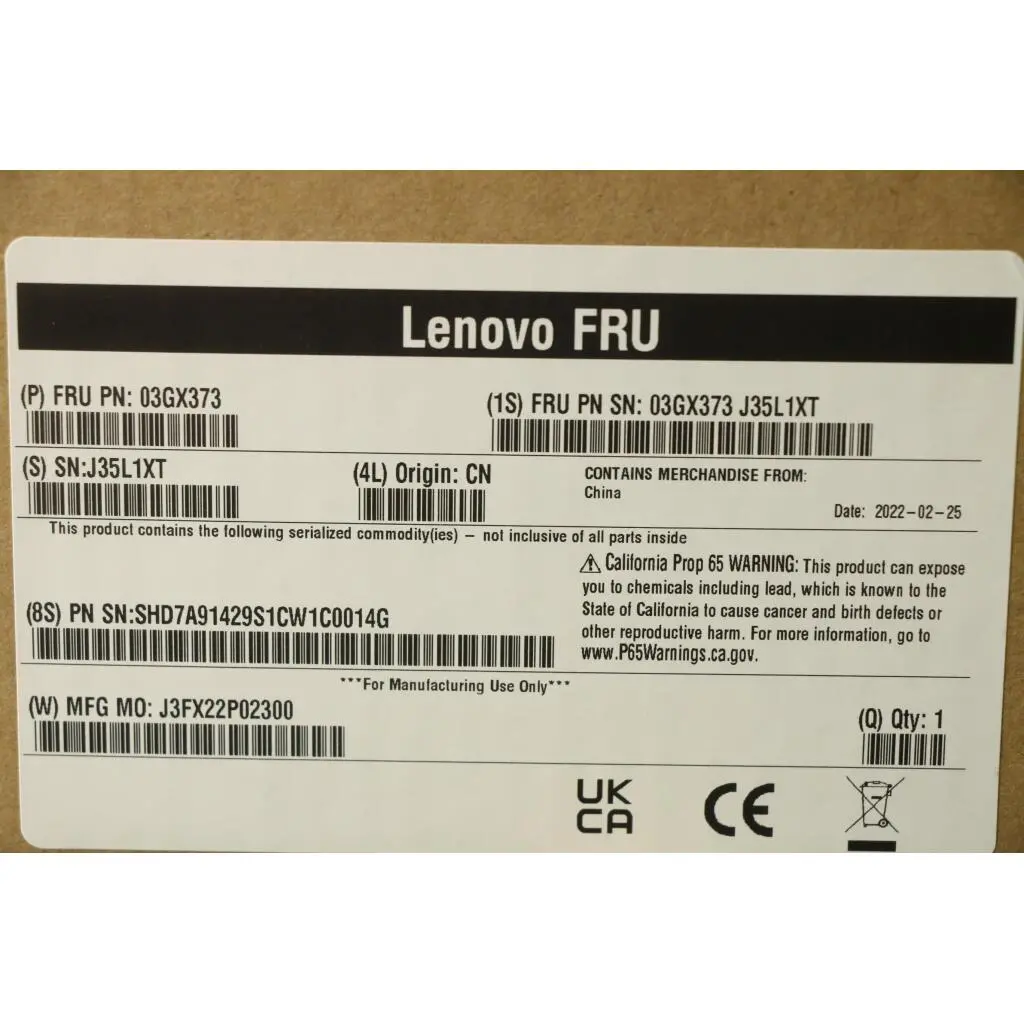 Lenovo FRU
(P) FRU PN: 03GX373
(1S) FRU PN SN: 03GX373 J35L1XT
(S) SN:J35L1XT
(4L) Origin: CN
CONTAINS MERCHANDISE FROM:
China
Date: 2022-02-25
This product contains the following serialized commodity(ies) – not inclusive of all parts inside
⚠ California Prop 65 WARNING: This product can expose
you to chemicals including lead, which is known to the
State of California to cause cancer and birth defects or
other reproductive harm. For more information, go to
www.P65Warnings.ca.gov.
(8S) PN SN:SHD7A91429S1CW1C0014G
***For Manufacturing Use Only***
(W) MFG MO: J3FX22P02300
(Q) Qty: 1
UK
CA
CE